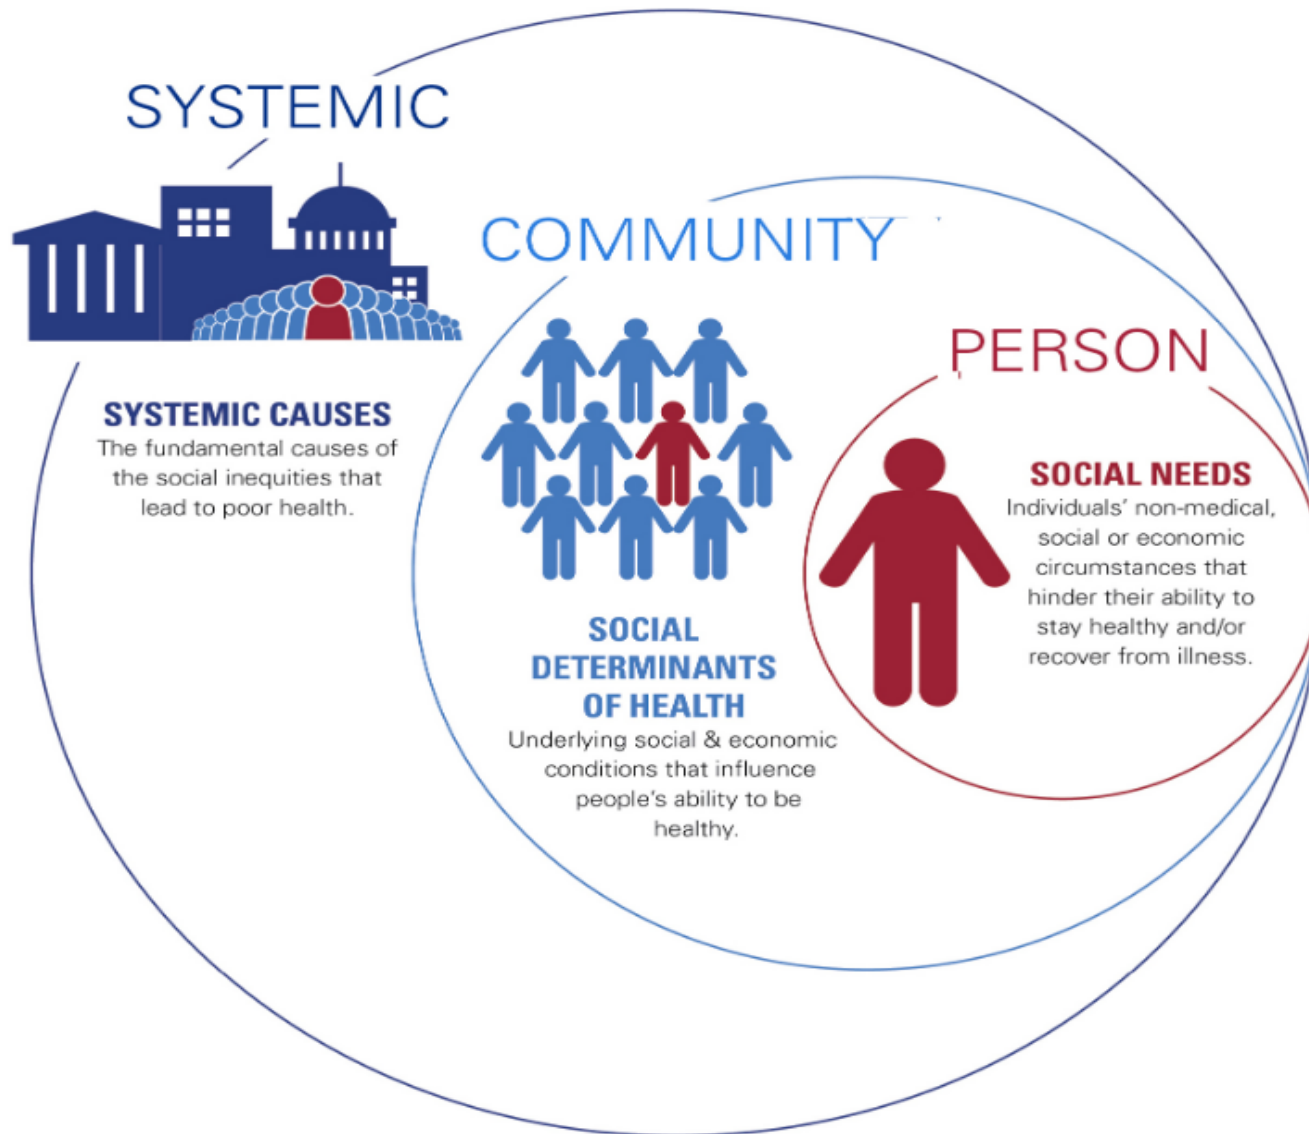 SYSTEMIC
SYSTEMIC CAUSES
The fundamental causes of
the social inequities that
lead to poor health.
COMMUNITY
SOCIAL
DETERMINANTS
OF HEALTH
Underlying social & economic
conditions that influence
people's ability to be
healthy.
PERSON
SOCIAL NEEDS
Individuals' non-medical,
social or economic
circumstances that
hinder their ability to
stay healthy and/or
recover from illness.